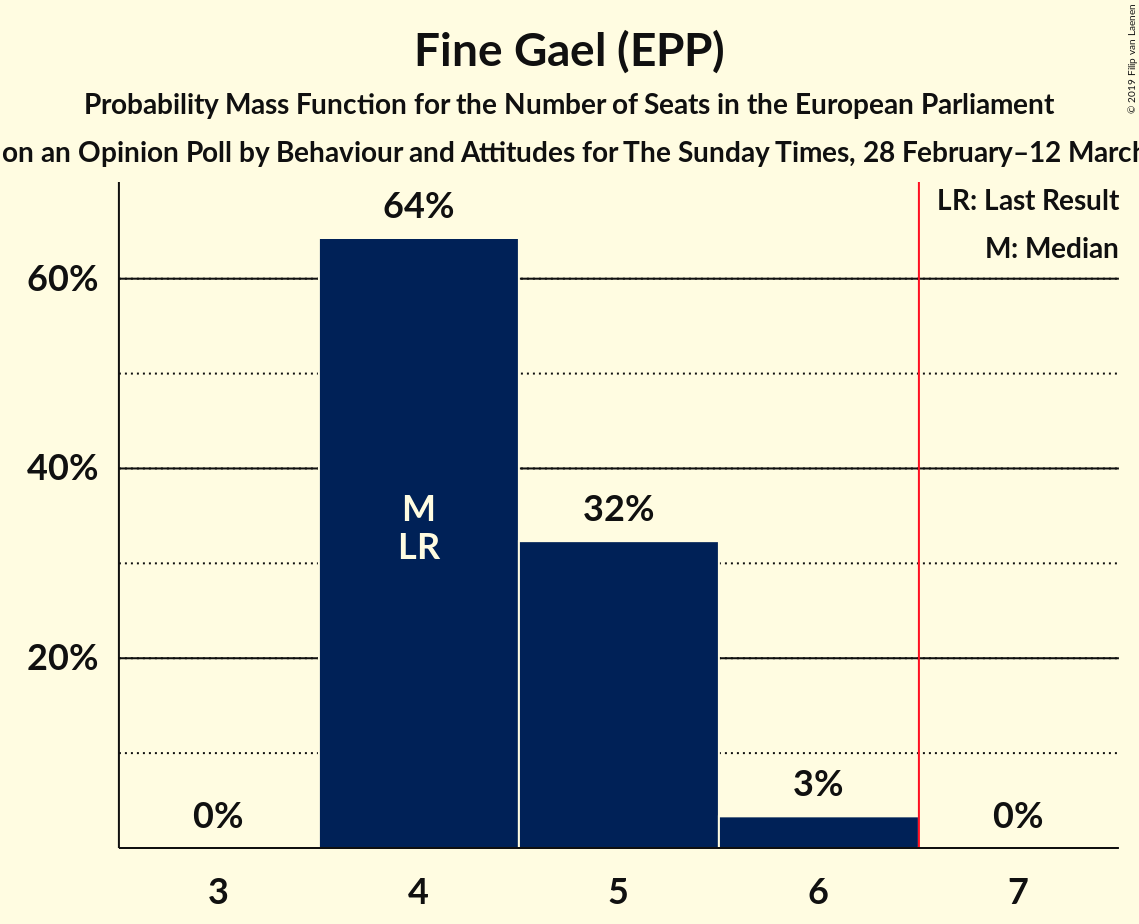 Fine Gael (EPP)
Probability Mass Function for the Number of Seats in the European Parliament
on an Opinion Poll by Behaviour and Attitudes for The Sunday Times, 28 February–12 March
© 2019 Filip van Laenen
LR: Last Result
M: Median
64%
60%
40%
M
LR
32%
20%
0%
3%
0%
3
4
5
6
7